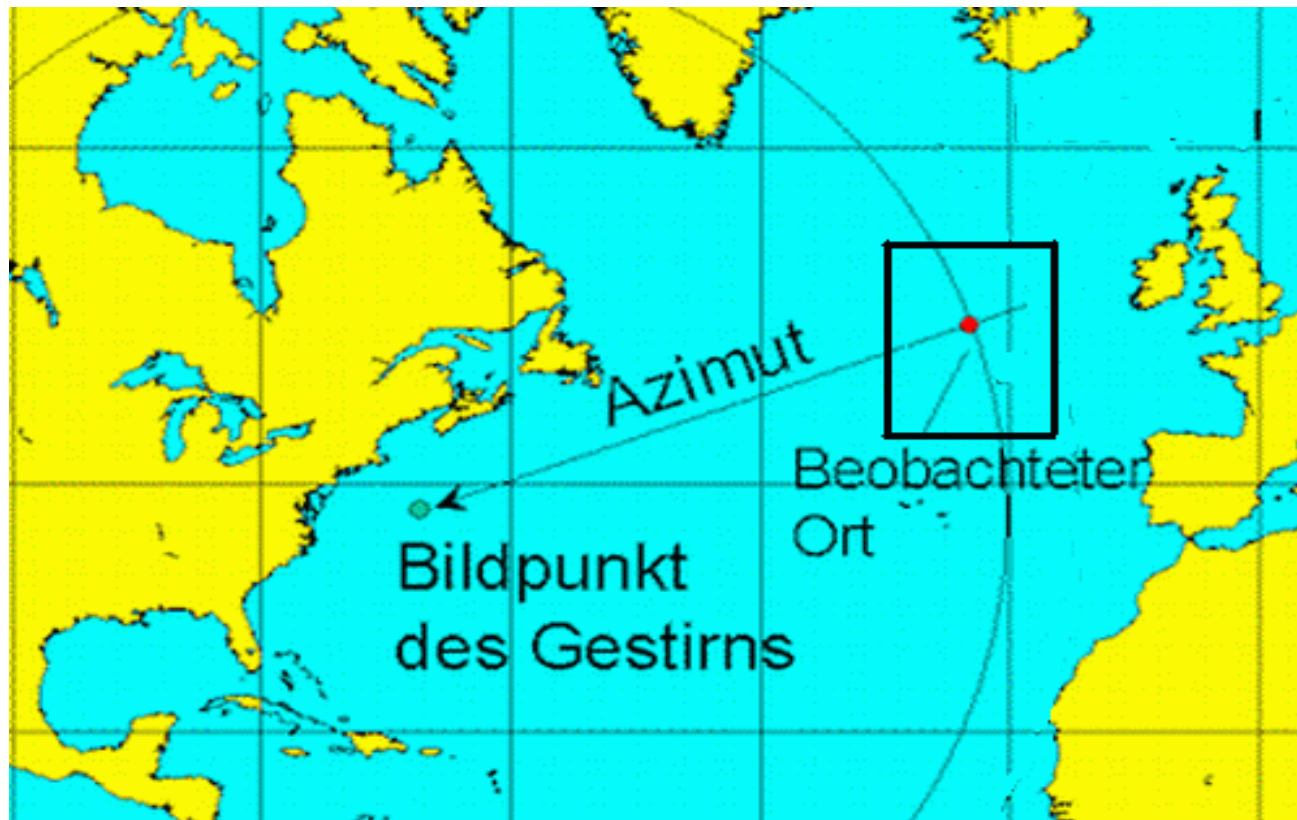 Azimut
Beobachteter
Ort
Bildpunkt
des Gestirns